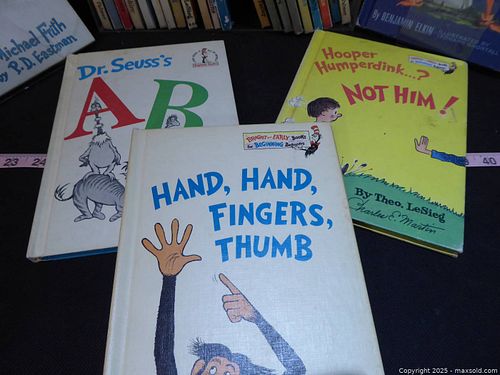 Michael Frith
by P.D. Eastman
By BENJAMIN ELKIN
Dr. Seuss's
AB
Hooper
Humperdink...?
NOT HIM!
By Theo. LeSieg
Charles E. Martin
BRIGHT and EARLY BOOKS
for BEGINNING Beginners
HAND, HAND,
FINGERS,
THUMB
23
24
40
Copyright 2025 - maxsold.com